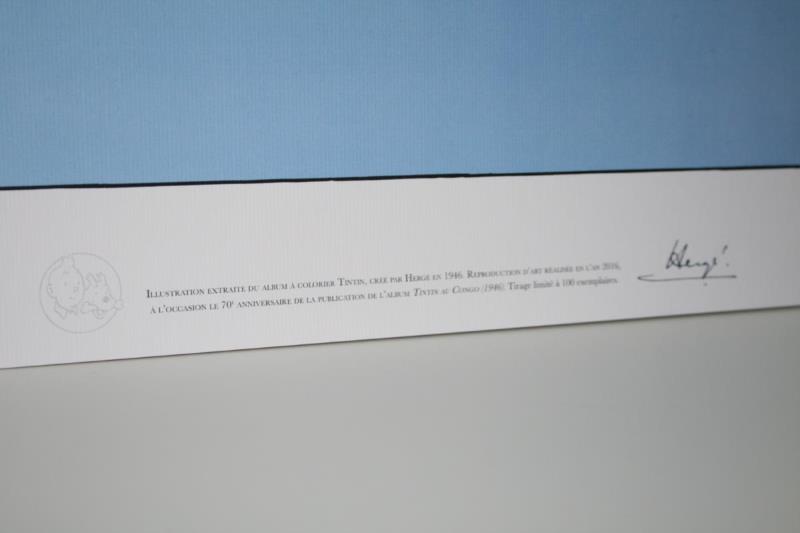 Illustration extraite du album à colorier Tintin, crée par Hergé en 1946. Reproduction d'art réalisée en l'an 2016,
à l'occasion le 70e anniversaire de la publication de l'album Tintin au Congo (1946). Tirage limité à 100 exemplaires.
Hergé